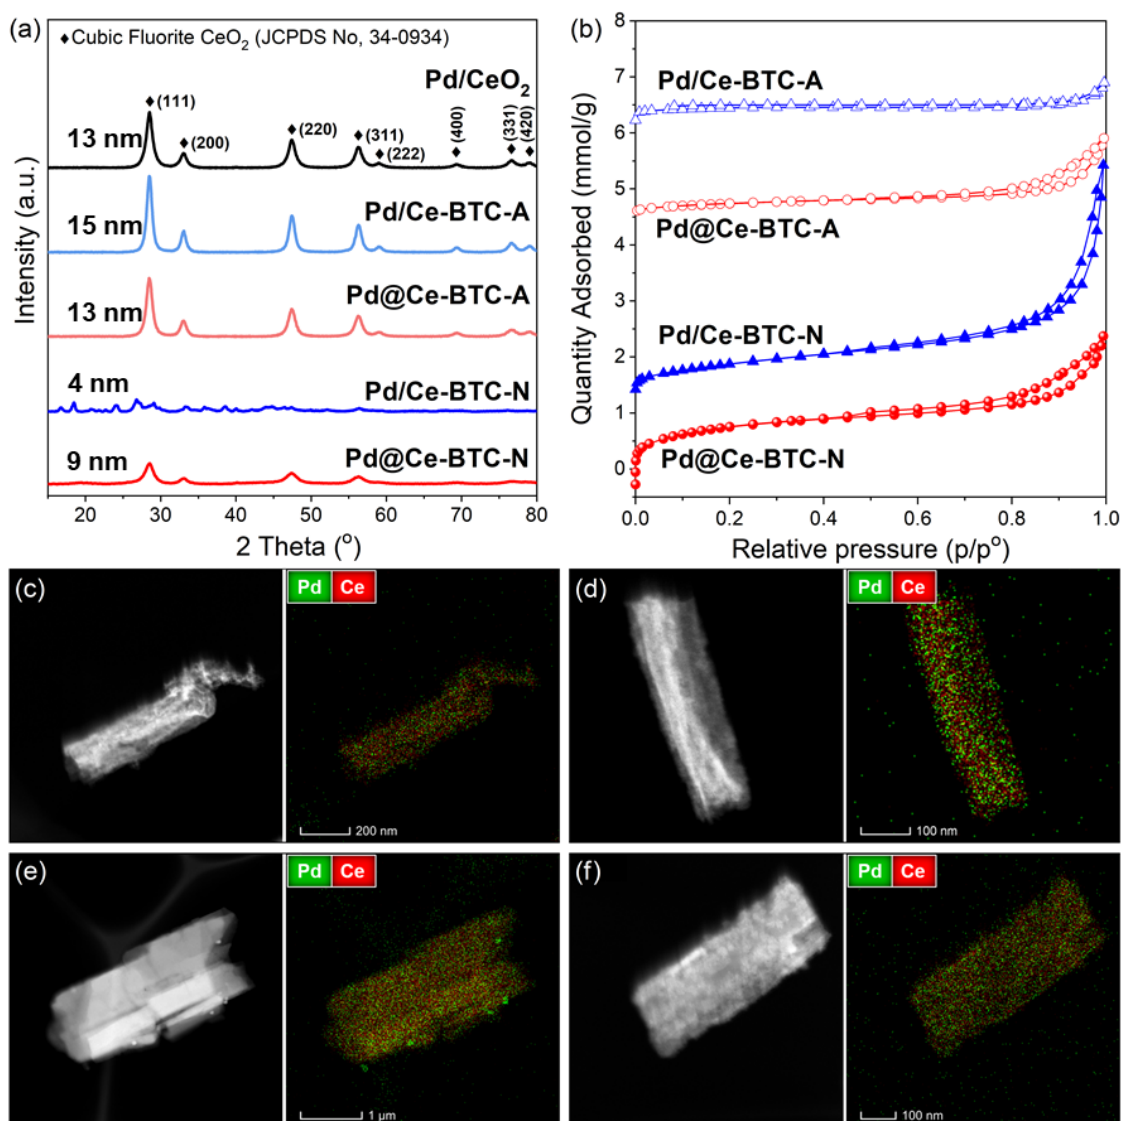 (a)
♦Cubic Fluorite CeO₂ (JCPDS No, 34-0934)
Pd/CeO₂
♦(111)
♦(200)
♦(220)
♦(311)
♦(222)
♦(400)
♦(331)
♦(420)
13 nm
15 nm
Pd/Ce-BTC-A
13 nm
Pd@Ce-BTC-A
4 nm
Pd/Ce-BTC-N
9 nm
Pd@Ce-BTC-N
Intensity (a.u.)
20 30 40 50 60 70 80
2 Theta (°)
(b)
8
7
6
5
4
3
2
1
0
Quantity Adsorbed (mmol/g)
Pd/Ce-BTC-A
Pd@Ce-BTC-A
Pd/Ce-BTC-N
Pd@Ce-BTC-N
0.0 0.2 0.4 0.6 0.8 1.0
Relative pressure (p/p°)
(c)
Pd Ce
200 nm
(d)
Pd Ce
100 nm
(e)
Pd Ce
1 μm
(f)
Pd Ce
100 nm